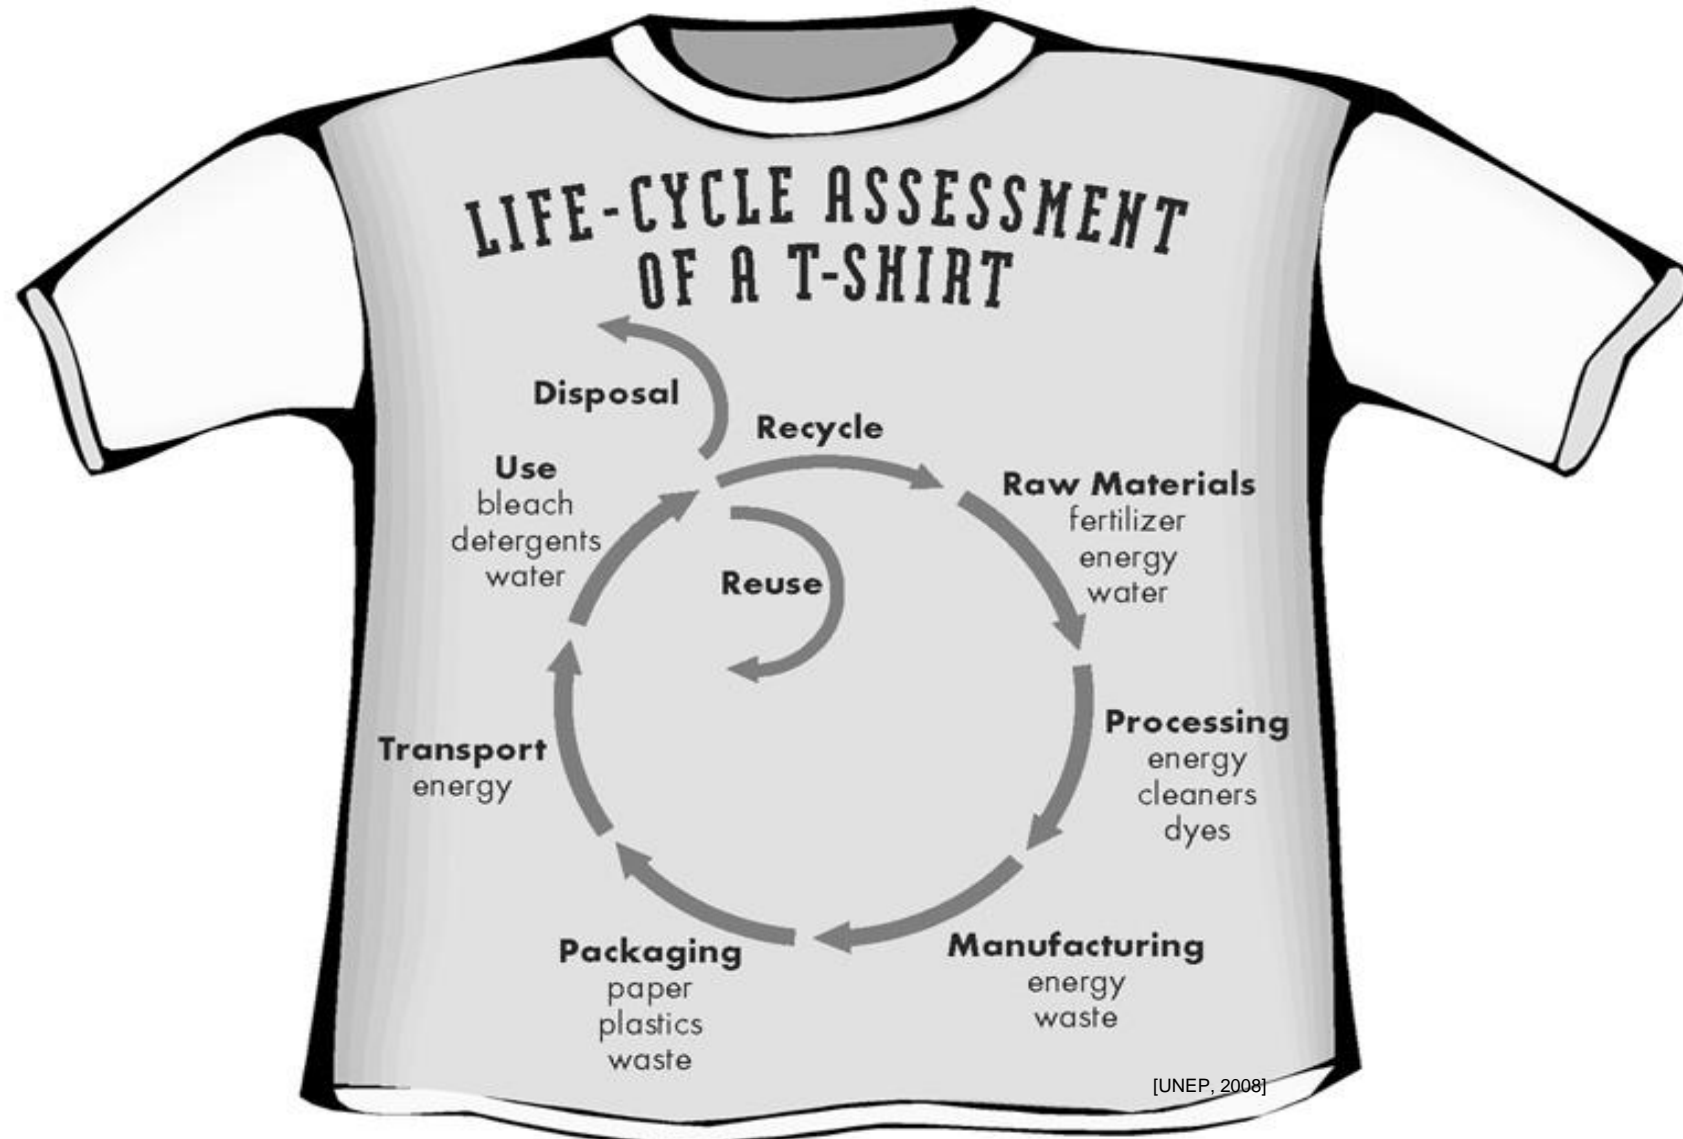 LIFE-CYCLE ASSESSMENT
OF A T-SHIRT
Disposal
Recycle
Use
bleach
detergents
water
Raw Materials
fertilizer
energy
water
Reuse
Processing
energy
cleaners
dyes
Transport
energy
Manufacturing
energy
waste
Packaging
paper
plastics
waste
[UNEP, 2008]